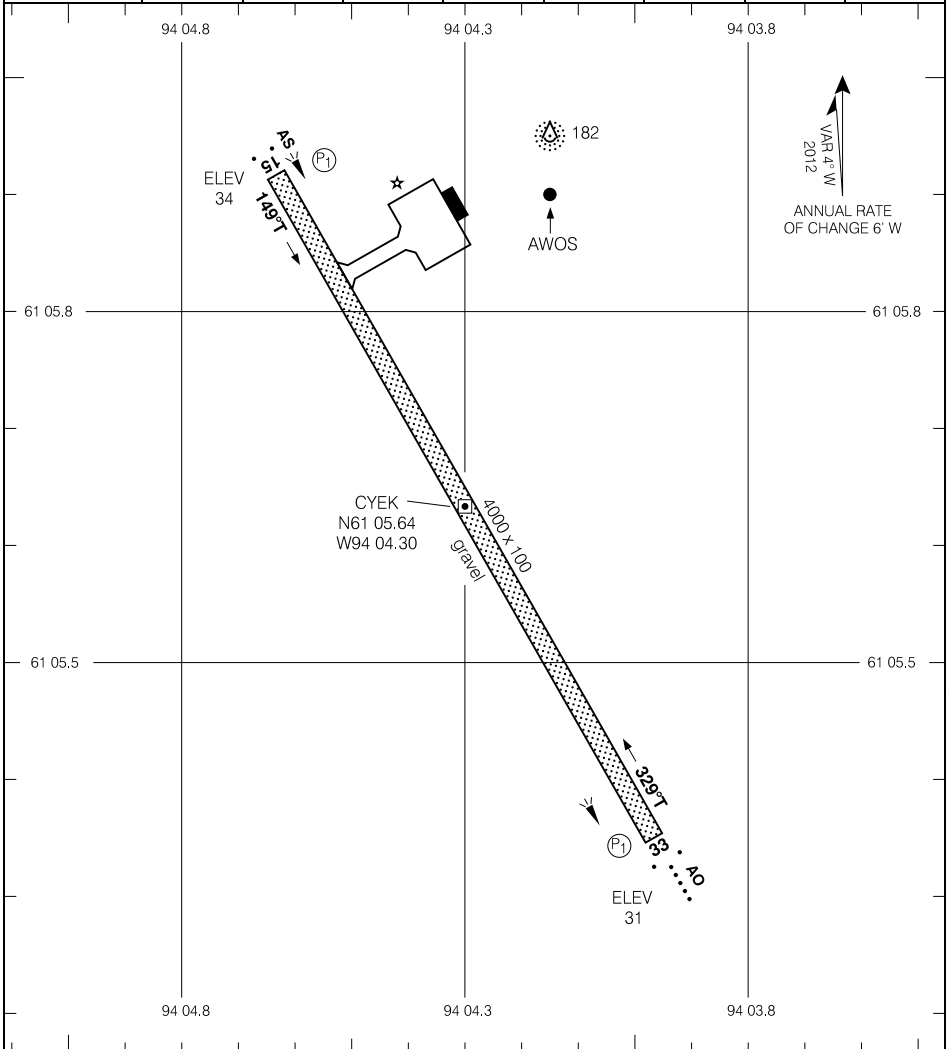 94 04.8
94 04.3
94 03.8
182
VAR 4° W
2012
ANNUAL RATE
OF CHANGE 6' W
AS
P1
15
ELEV
34
149°T
AWOS
61 05.8
61 05.8
CYEK
N61 05.64
W94 04.30
4000 x 100
gravel
61 05.5
61 05.5
329°T
P1
33
AO
ELEV
31
94 04.8
94 04.3
94 03.8